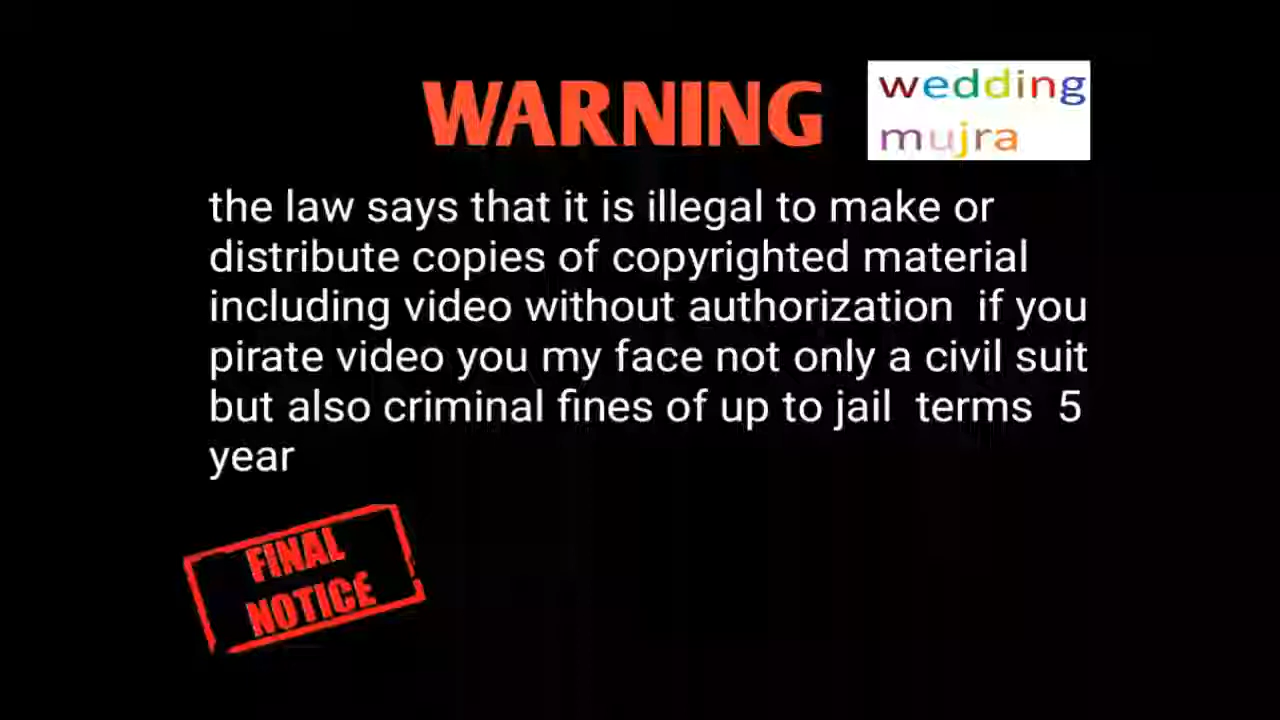 WARNING
wedding
mujra
the law says that it is illegal to make or
distribute copies of copyrighted material
including video without authorization  if you
pirate video you my face not only a civil suit
but also criminal fines of up to jail  terms  5
year
FINAL
NOTICE